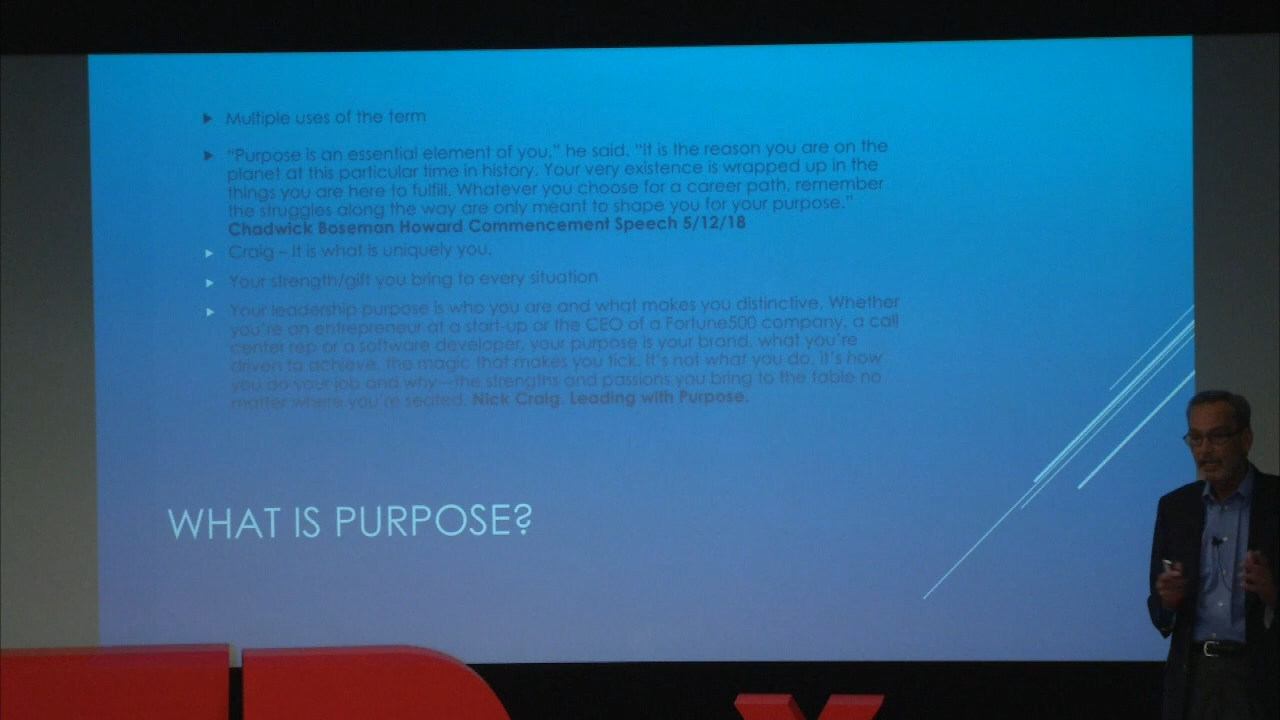 Multiple uses of the term
"Purpose is an essential element of you," he said. "It is the reason you are on the
planet at this particular time in history. Your very existence is wrapped up in the
things you are here to fulfill. Whatever you choose for a career path, remember
the struggles along the way are only meant to shape you for your purpose."
Chadwick Boseman Howard Commencement Speech 5/12/18
Craig – It is what is uniquely you.
Your strength/gift you bring to every situation
Your leadership purpose is who you are and what makes you distinctive. Whether
you're an entrepreneur at a start-up or the CEO of a Fortune500 company, a call
center rep or a software developer, your purpose is your brand, what you're
driven to achieve, the magic that makes you tick. It's not what you do, it's how
you do your job and why—the strengths and passions you bring to the table no
matter where you're seated. Nick Craig. Leading with Purpose.
WHAT IS PURPOSE?
D x